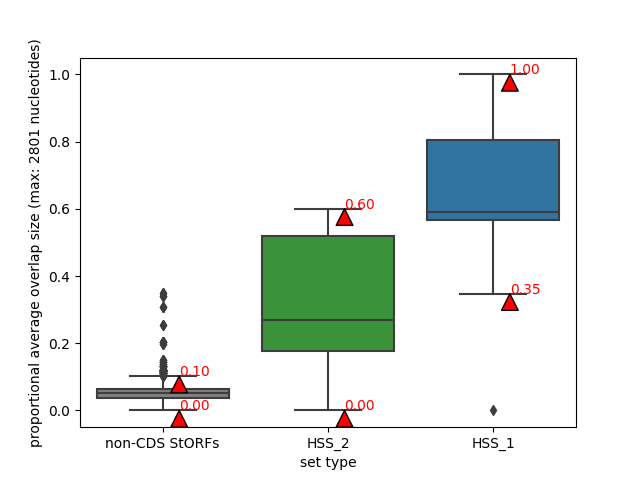 proportional average overlap size (max: 2801 nucleotides)
1.0
0.8
0.6
0.4
0.2
0.0
1.00
0.60
0.35
0.10
0.00
0.00
non-CDS StORFs
HSS_2
HSS_1
set type